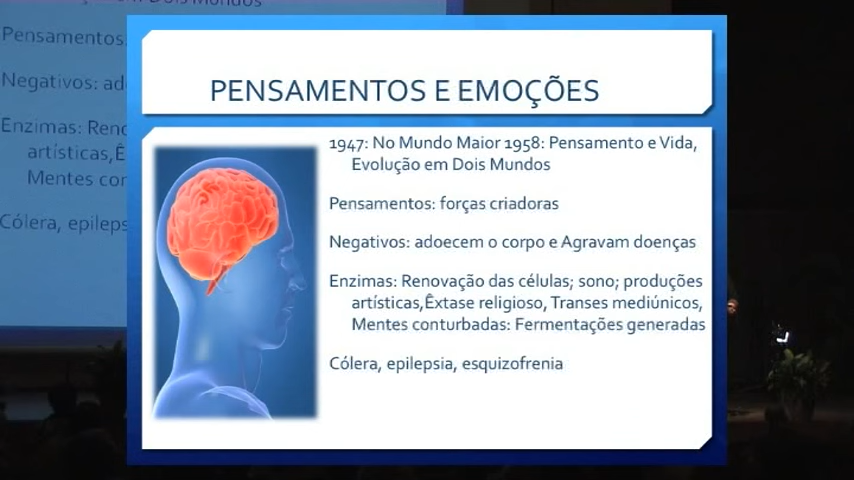 PENSAMENTOS E EMOÇÕES
1947: No Mundo Maior 1958: Pensamento e Vida,
Evolução em Dois Mundos
Pensamentos: forças criadoras
Negativos: adoecem o corpo e Agravam doenças
Enzimas: Renovação das células; sono; produções
artísticas,Êxtase religioso, Transes mediúnicos,
Mentes conturbadas: Fermentações generadas
Cólera, epilepsia, esquizofrenia
em Dois Mundos
Pensamentos:
Negativos: ad
Enzimas: Reno
artísticas,Ê
Mentes con
Cólera, epileps